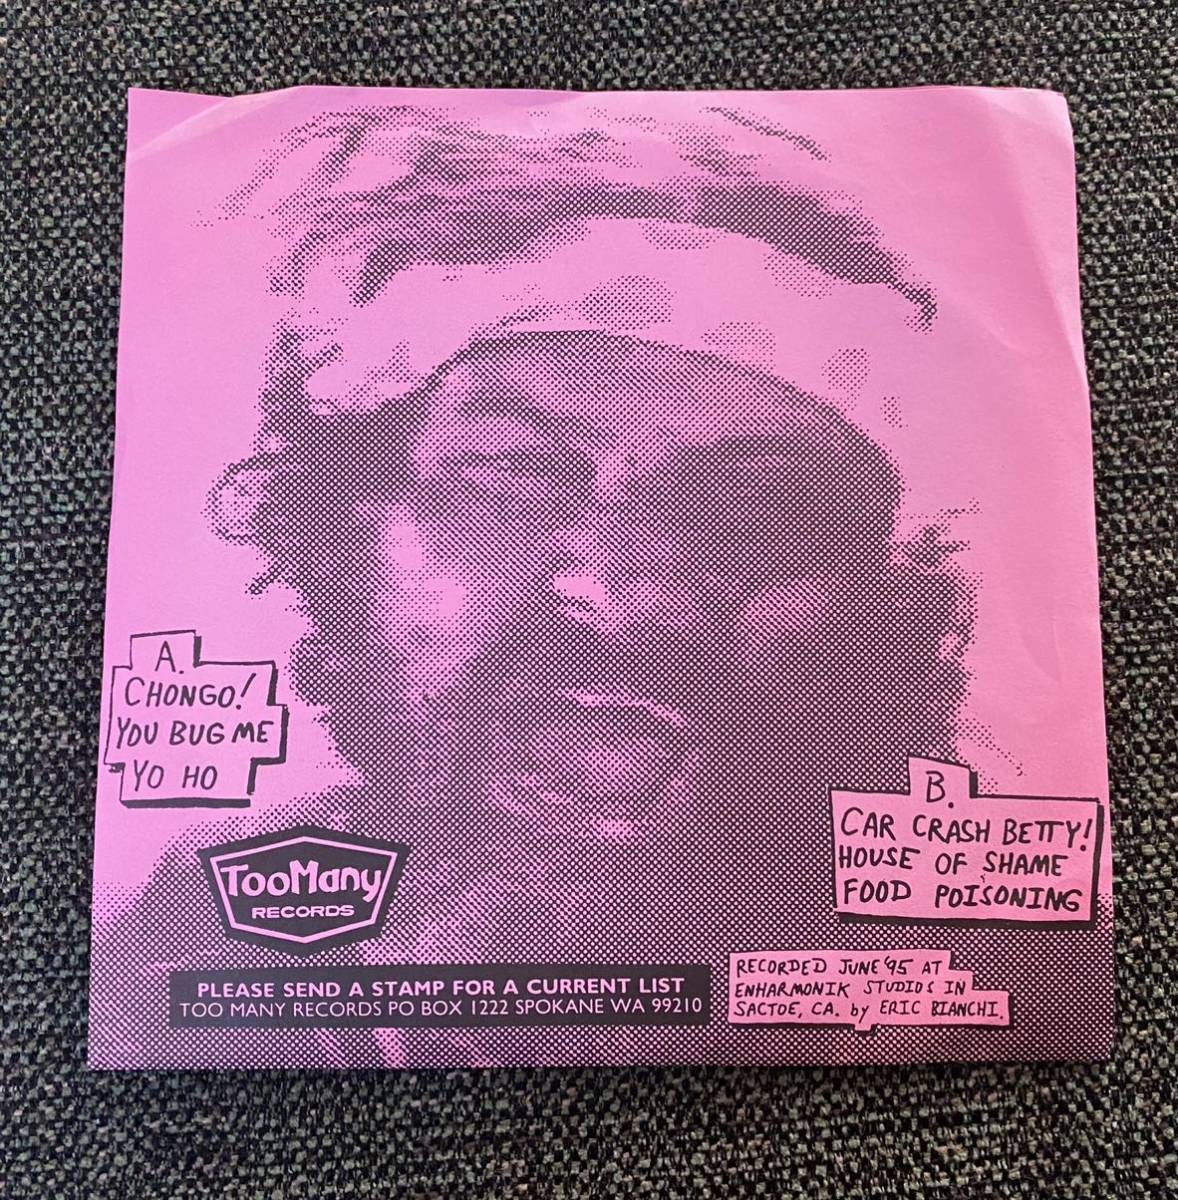 A.
CHONGO!
YOU BUG ME
YO HO
B.
CAR CRASH BETTY!
HOUSE OF SHAME
FOOD POISONING
TooMany
RECORDS
PLEASE SEND A STAMP FOR A CURRENT LIST
TOO MANY RECORDS PO BOX 1222 SPOKANE WA 99210
RECORDED JUNE '95 AT
ENHARMONIK STUDIOS IN
SACTOE, CA. by ERIC BIANCHI.